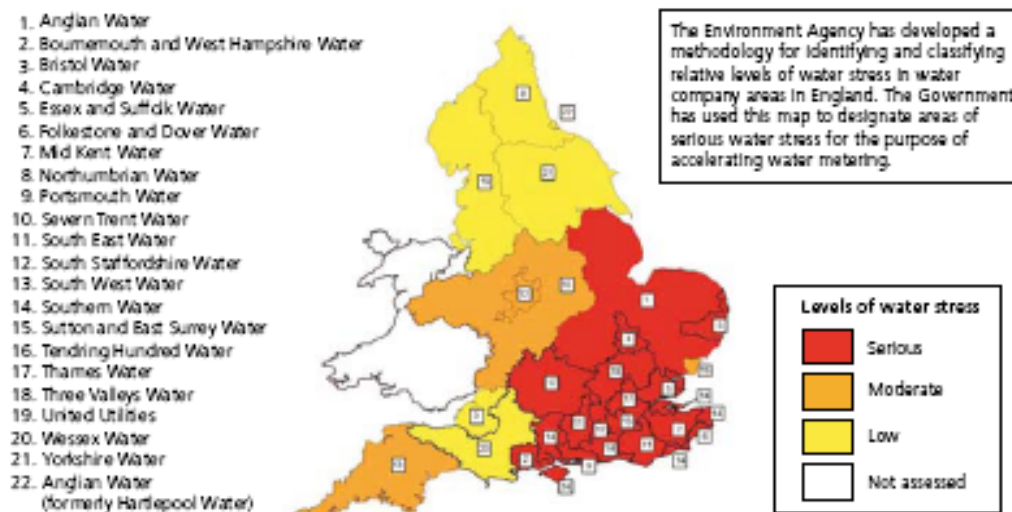 1. Anglian Water
2. Bournemouth and West Hampshire Water
3. Bristol Water
4. Cambridge Water
5. Essex and Suffolk Water
6. Folkestone and Dover Water
7. Mid Kent Water
8. Northumbrian Water
9. Portsmouth Water
10. Severn Trent Water
11. South East Water
12. South Staffordshire Water
13. South West Water
14. Southern Water
15. Sutton and East Surrey Water
16. Tendring Hundred Water
17. Thames Water
18. Three Valleys Water
19. United Utilities
20. Wessex Water
21. Yorkshire Water
22. Anglian Water
(formerly Hartlepool Water)
The Environment Agency has developed a
methodology for identifying and classifying
relative levels of water stress in water
company areas in England. The Government
has used this map to designate areas of
serious water stress for the purpose of
accelerating water metering.
Levels of water stress
Serious
Moderate
Low
Not assessed